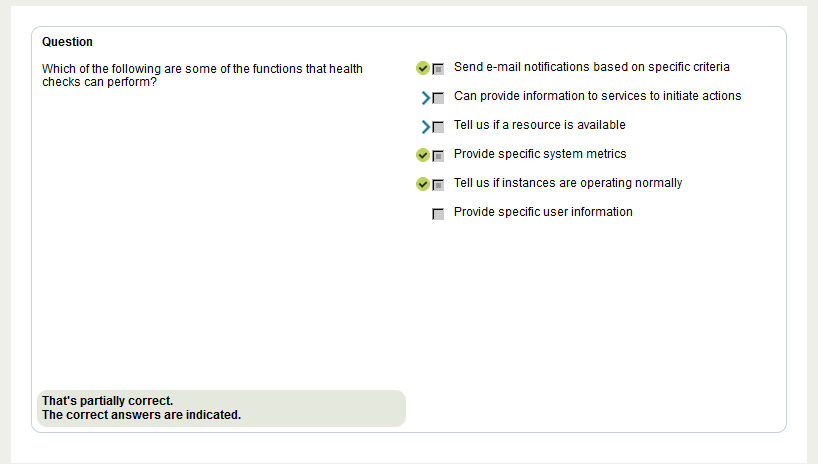 Question
Which of the following are some of the functions that health
checks can perform?
Send e-mail notifications based on specific criteria
Can provide information to services to initiate actions
Tell us if a resource is available
Provide specific system metrics
Tell us if instances are operating normally
Provide specific user information
That's partially correct.
The correct answers are indicated.